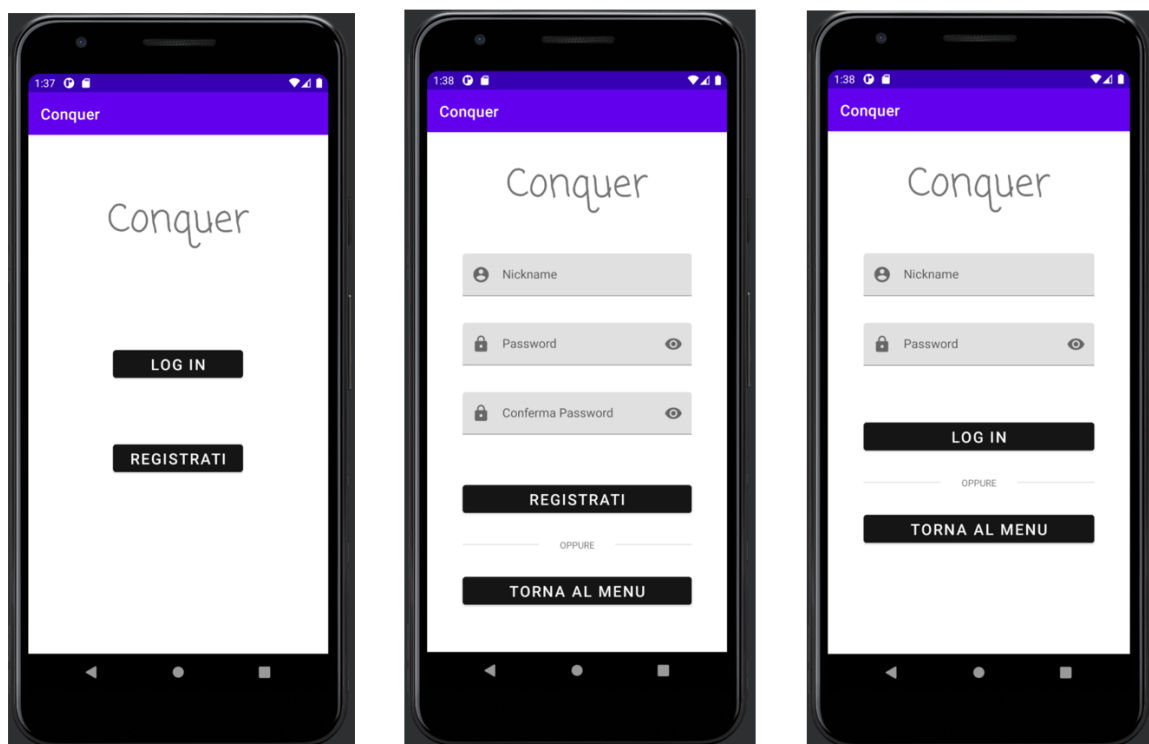 1:37
Conquer
Conquer
LOG IN
REGISTRATI
1:38
Conquer
Conquer
Nickname
Password
Conferma Password
REGISTRATI
OPPURE
TORNA AL MENU
1:38
Conquer
Conquer
Nickname
Password
LOG IN
OPPURE
TORNA AL MENU